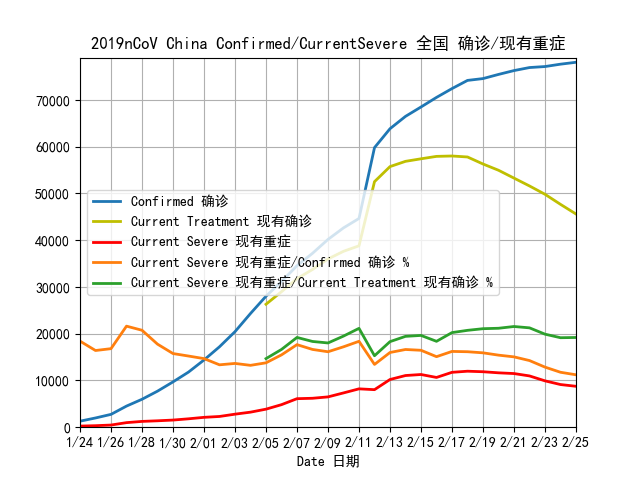 2019nCoV China Confirmed/CurrentSevere 全国 确诊/现有重症
70000
60000
50000
40000
30000
20000
10000
0
Confirmed 确诊
Current Treatment 现有确诊
Current Severe 现有重症
Current Severe 现有重症/Confirmed 确诊 %
Current Severe 现有重症/Current Treatment 现有确诊 %
1/24 1/26 1/28 1/30 2/01 2/03 2/05 2/07 2/09 2/11 2/13 2/15 2/17 2/19 2/21 2/23 2/25
Date 日期